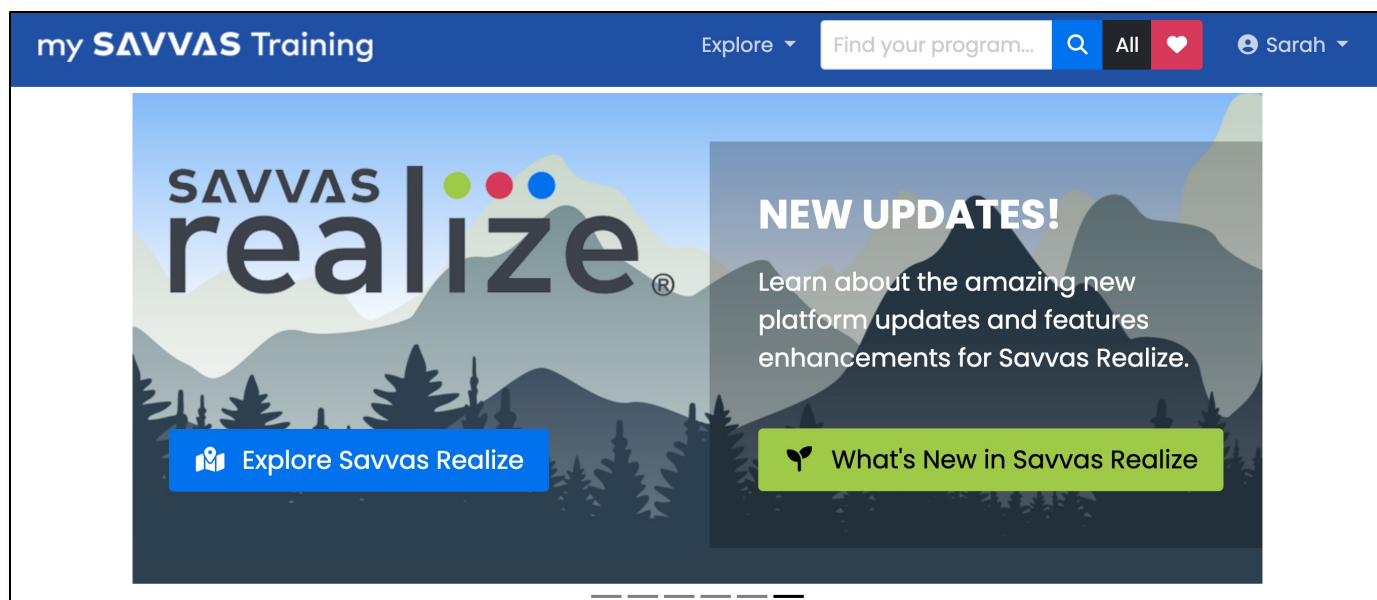 my SAVVAS Training
Explore
Find your program...
All
Sarah
SAVVAS
realize®
NEW UPDATES!
Learn about the amazing new
platform updates and features
enhancements for Savvas Realize.
Explore Savvas Realize
What's New in Savvas Realize